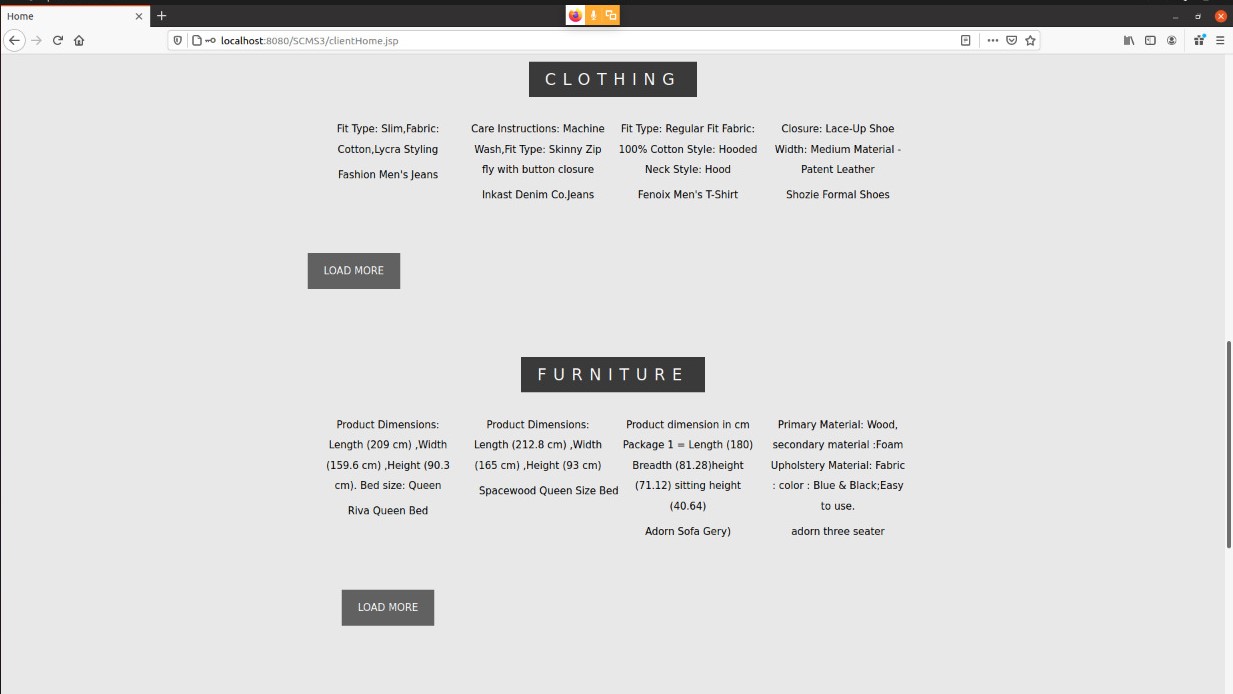 Home
localhost:8080/SCMS3/clientHome.jsp
CLOTHING
Fit Type: Slim,Fabric:
Cotton,Lycra Styling
Fashion Men's Jeans
Care Instructions: Machine
Wash,Fit Type: Skinny Zip
fly with button closure
Inkast Denim Co.Jeans
Fit Type: Regular Fit Fabric:
100% Cotton Style: Hooded
Neck Style: Hood
Fenoix Men's T-Shirt
Closure: Lace-Up Shoe
Width: Medium Material -
Patent Leather
Shozie Formal Shoes
LOAD MORE
FURNITURE
Product Dimensions:
Length (209 cm) ,Width
(159.6 cm) ,Height (90.3
cm). Bed size: Queen
Riva Queen Bed
Product Dimensions:
Length (212.8 cm) ,Width
(165 cm) ,Height (93 cm)
Spacewood Queen Size Bed
Product dimension in cm
Package 1 = Length (180)
Breadth (81.28)height
(71.12) sitting height
(40.64)
Adorn Sofa Gery)
Primary Material: Wood,
secondary material :Foam
Upholstery Material: Fabric
: color : Blue & Black;Easy
to use.
adorn three seater
LOAD MORE